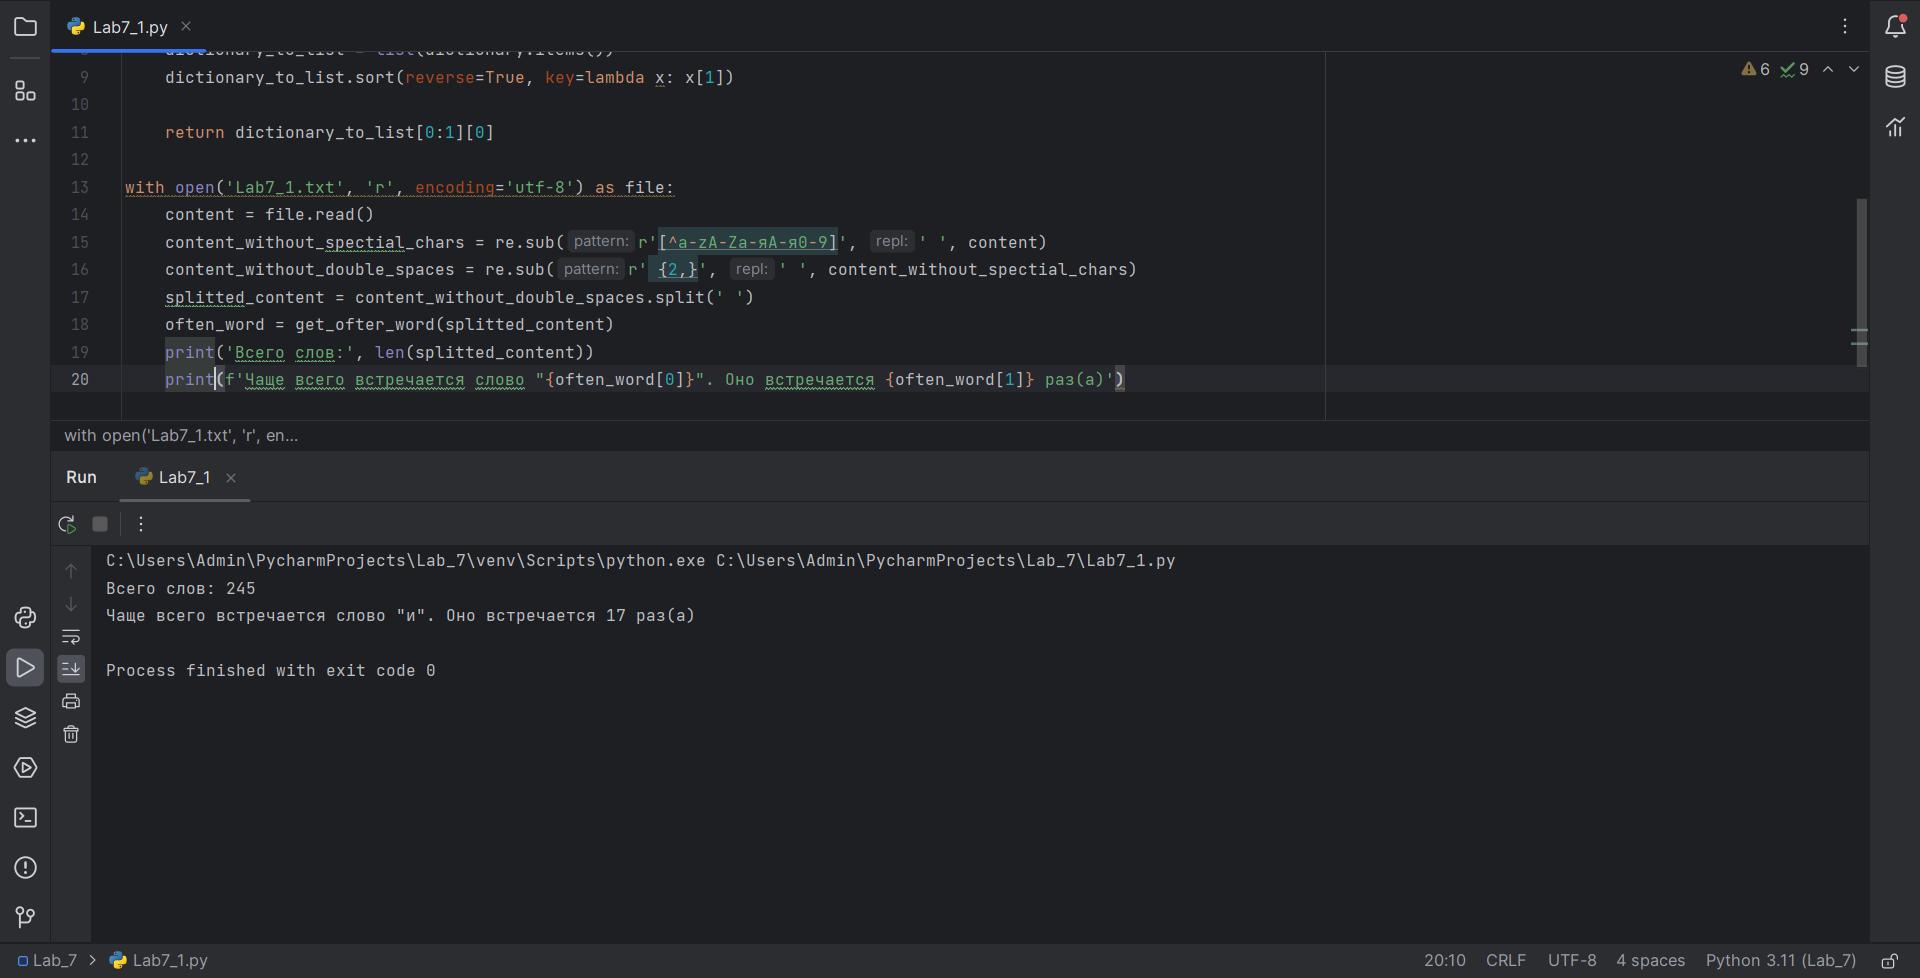 Lab7_1.py
dictionary_to_list = list(dictionary.items())
9 dictionary_to_list.sort(reverse=True, key=lambda x: x[1])
10
11 return dictionary_to_list[0:1][0]
12
13 with open('Lab7_1.txt', 'r', encoding='utf-8') as file:
6 9
14 content = file.read()
15 content_without_spectial_chars = re.sub( pattern: r'[^a-zA-Za-яА-я0-9]', repl: ' ', content)
16 content_without_double_spaces = re.sub( pattern: r' {2,}', repl: ' ', content_without_spectial_chars)
17 splitted_content = content_without_double_spaces.split(' ')
18 often_word = get_ofter_word(splitted_content)
19 print('Всего слов:', len(splitted_content))
20 print(f'Чаще всего встречается слово "{often_word[0]}". Оно встречается {often_word[1]} раз(а)')
with open('Lab7_1.txt', 'r', en...
Run Lab7_1
C:\Users\Admin\PycharmProjects\Lab_7\venv\Scripts\python.exe C:\Users\Admin\PycharmProjects\Lab_7\Lab7_1.py
Всего слов: 245
Чаще всего встречается слово "и". Оно встречается 17 раз(а)
Process finished with exit code 0
Lab_7 > Lab7_1.py 20:10 CRLF UTF-8 4 spaces Python 3.11 (Lab_7)